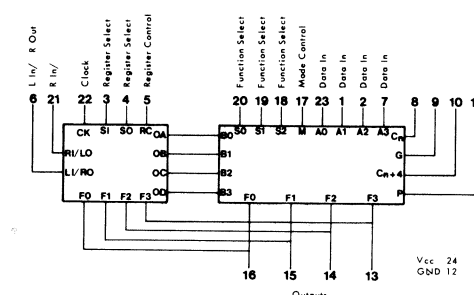 L In/ R Out
R In/
Clock
Register Select
Register Select
Register Control
Function Select
Function Select
Function Select
Mode Control
Data In
Data In
Data In
Data In
6 21 22 3 4 5 20 19 18 17 23 1 2 7 8 9 10
CK SI SO RC
S0 S1 S2 M A0 A1 A2 A3
RI/LO
LI/RO
OA
OB
OC
OD
B0
B1
B2
B3
Cn
G
Cn+4
P
F0 F1 F2 F3
F0 F1 F2 F3
16 15 14 13
Vcc 24
GND 12